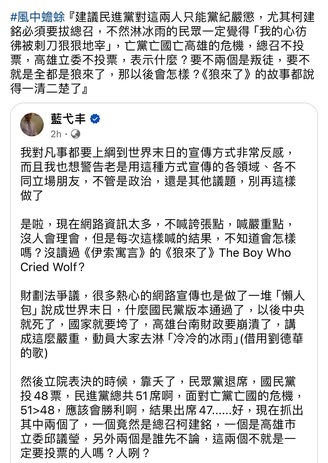 #風中蟾蜍『建議民進黨對這兩人只能黨紀嚴懲，尤其柯建
銘必須要拔總召，不然淋冰雨的民眾一定覺得「我的心彷
彿被刺刀狠狠地宰」，亡黨亡國亡高雄的危機，總召不投
票，高雄立委不投票，表示什麼？要不兩個是叛徒，要不
就是全都是狼來了，那以後會怎樣？《狼來了》的故事都說
得一清二楚了』
藍弋丰
2h
我對凡事都要上綱到世界末日的宣傳方式非常反感，
而且我也想警告老是用這種方式宣傳的各領域、各不
同立場朋友，不管是政治，還是其他議題，別再這樣
做了
是啦，現在網路資訊太多，不喊誇張點，喊嚴重點，
沒人會理會，但是每次這樣喊的結果，不知道會怎樣
嗎？沒讀過《伊索寓言》的《狼來了》The Boy Who
Cried Wolf？
財劃法爭議，很多熱心的網路宣傳也是做了一堆「懶人
包」說成世界末日，什麼國民黨版本通過了，以後中央
就死了，國家就要垮了，高雄台南財政要崩潰了，講
成這麼嚴重，動員大家去淋「冷冷的冰雨」(借用劉德華
的歌)
然後立院表決的時候，靠夭了，民眾黨退席，國民黨
投48票，民進黨總共51席啊，面對亡黨亡國的危機，
51>48，應該會勝利啊，結果出席47......好，現在抓出
其中兩個了，一個竟然是總召柯建銘，一個是高雄市
立委邱議瑩，另外兩個是誰先不論，這兩個不就是一
定要投票的人嗎？人咧？